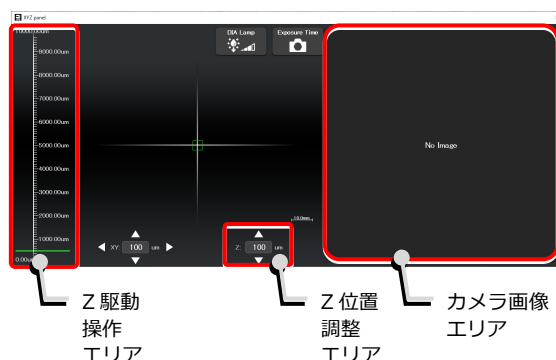 XYZ panel
10000.00um
9000.00um
8000.00um
7000.00um
6000.00um
5000.00um
4000.00um
3000.00um
2000.00um
1000.00um
0.00um
DIA Lamp
Exposure Time
No Image
10.0mm
XY: 100 um
Z: 100 um
Z 駆動
操作
エリア
Z 位置
調整
エリア
カメラ画像
エリア